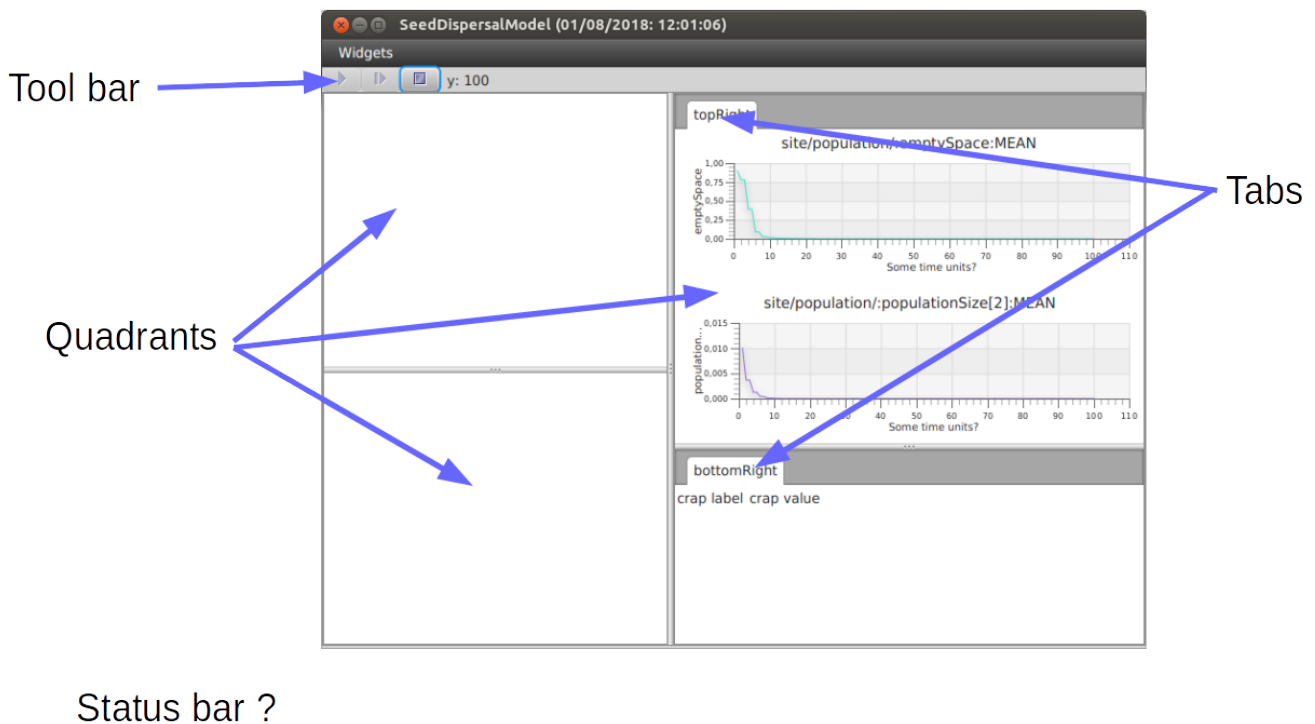 SeedDispersalModel (01/08/2018: 12:01:06)
Widgets
Tool bar
y: 100
topRight
site/population/:emptySpace:MEAN
1,00
0,75
0,50
0,25
0,00
emptySpace
0 10 20 30 40 50 60 70 80 90 100 110
Some time units?
Tabs
Quadrants
site/population/:populationSize[2]:MEAN
0,015
0,010
0,005
0,000
population...
0 10 20 30 40 50 60 70 80 90 100 110
Some time units?
bottomRight
crap label crap value
Status bar ?